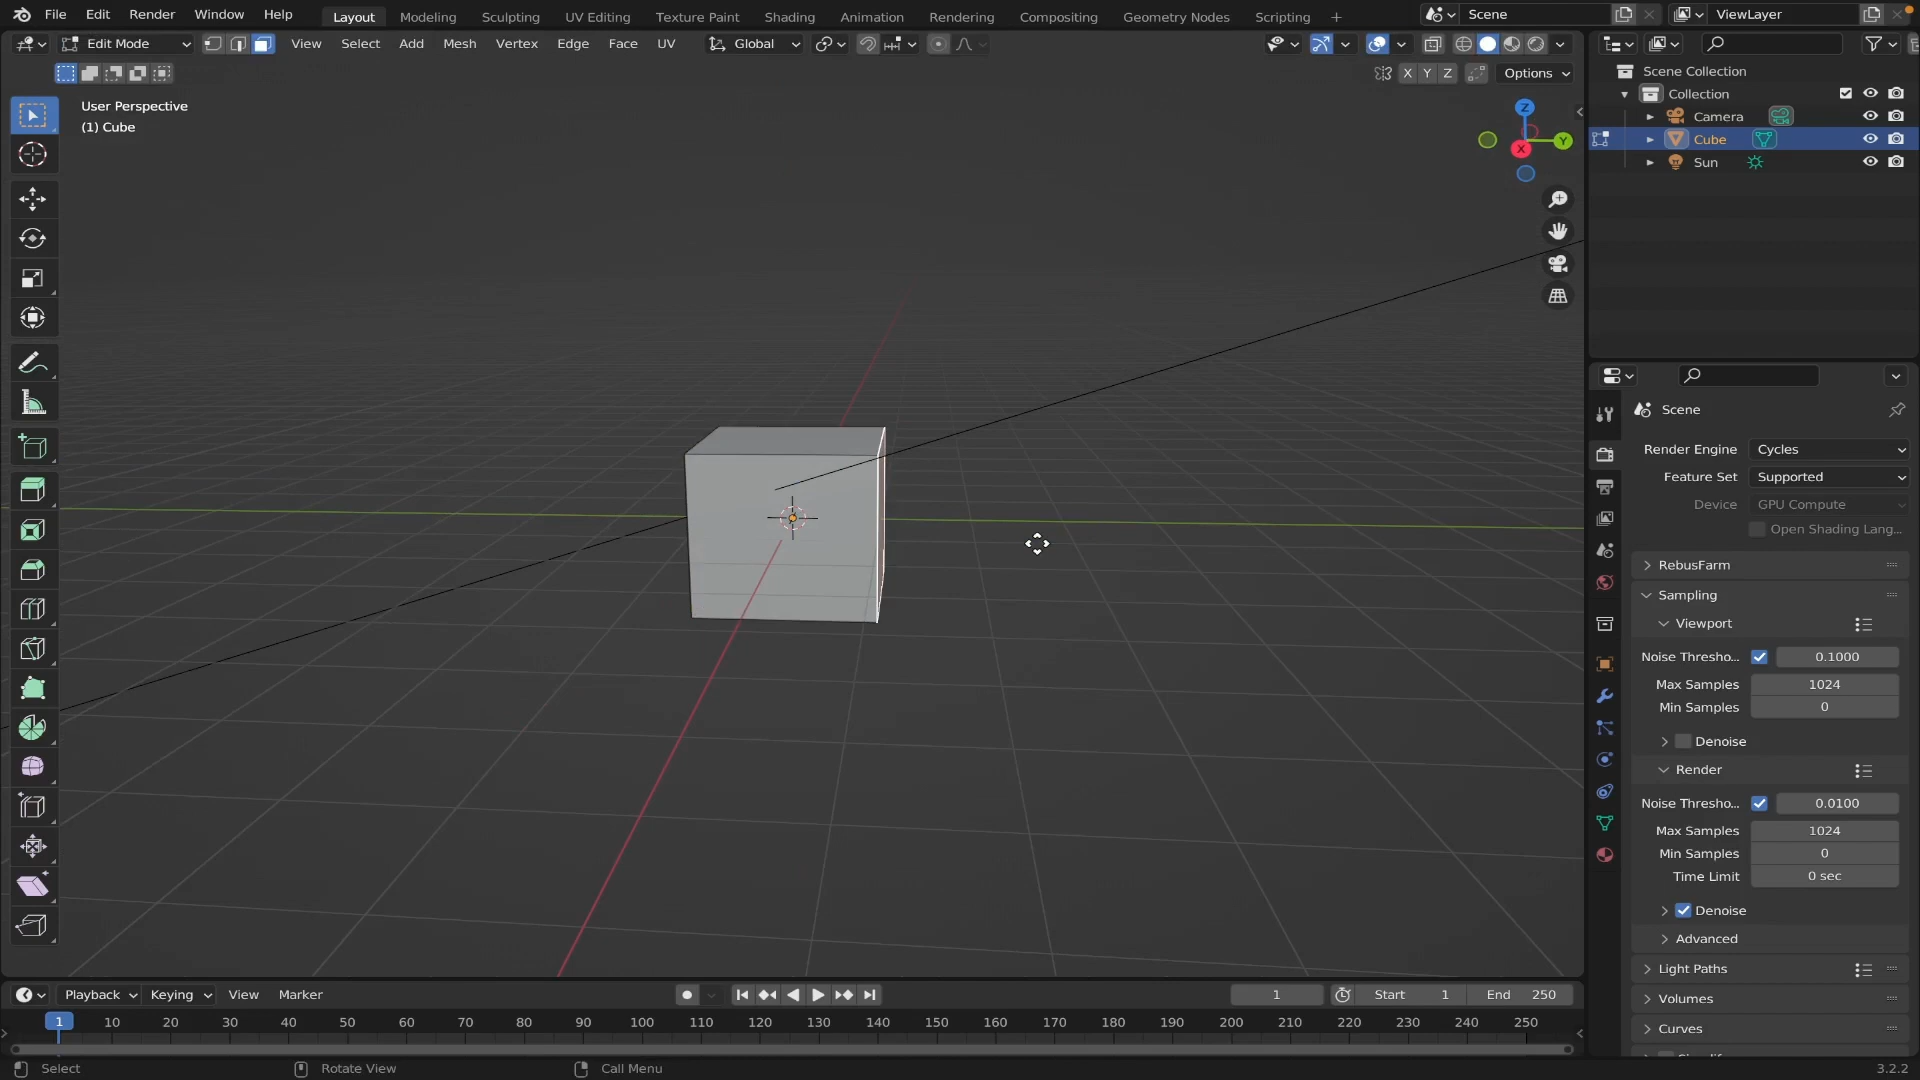 File Edit Render Window Help Layout Modeling Sculpting UV Editing Texture Paint Shading Animation Rendering Compositing Geometry Nodes Scripting + Scene ViewLayer
Edit Mode View Select Add Mesh Vertex Edge Face UV Global
X Y Z Options
User Perspective
(1) Cube
Z
Y
X
Scene Collection
Collection
Camera
Cube
Sun
Scene
Render Engine Cycles
Feature Set Supported
Device GPU Compute
Open Shading Lang...
RebusFarm
Sampling
Viewport
Noise Thresho... 0.1000
Max Samples 1024
Min Samples 0
Denoise
Render
Noise Thresho... 0.0100
Max Samples 1024
Min Samples 0
Time Limit 0 sec
Denoise
Advanced
Light Paths
Volumes
Curves
Playback Keying View Marker 1 Start 1 End 250
1 10 20 30 40 50 60 70 80 90 100 110 120 130 140 150 160 170 180 190 200 210 220 230 240 250
Select Rotate View Call Menu 3.2.2